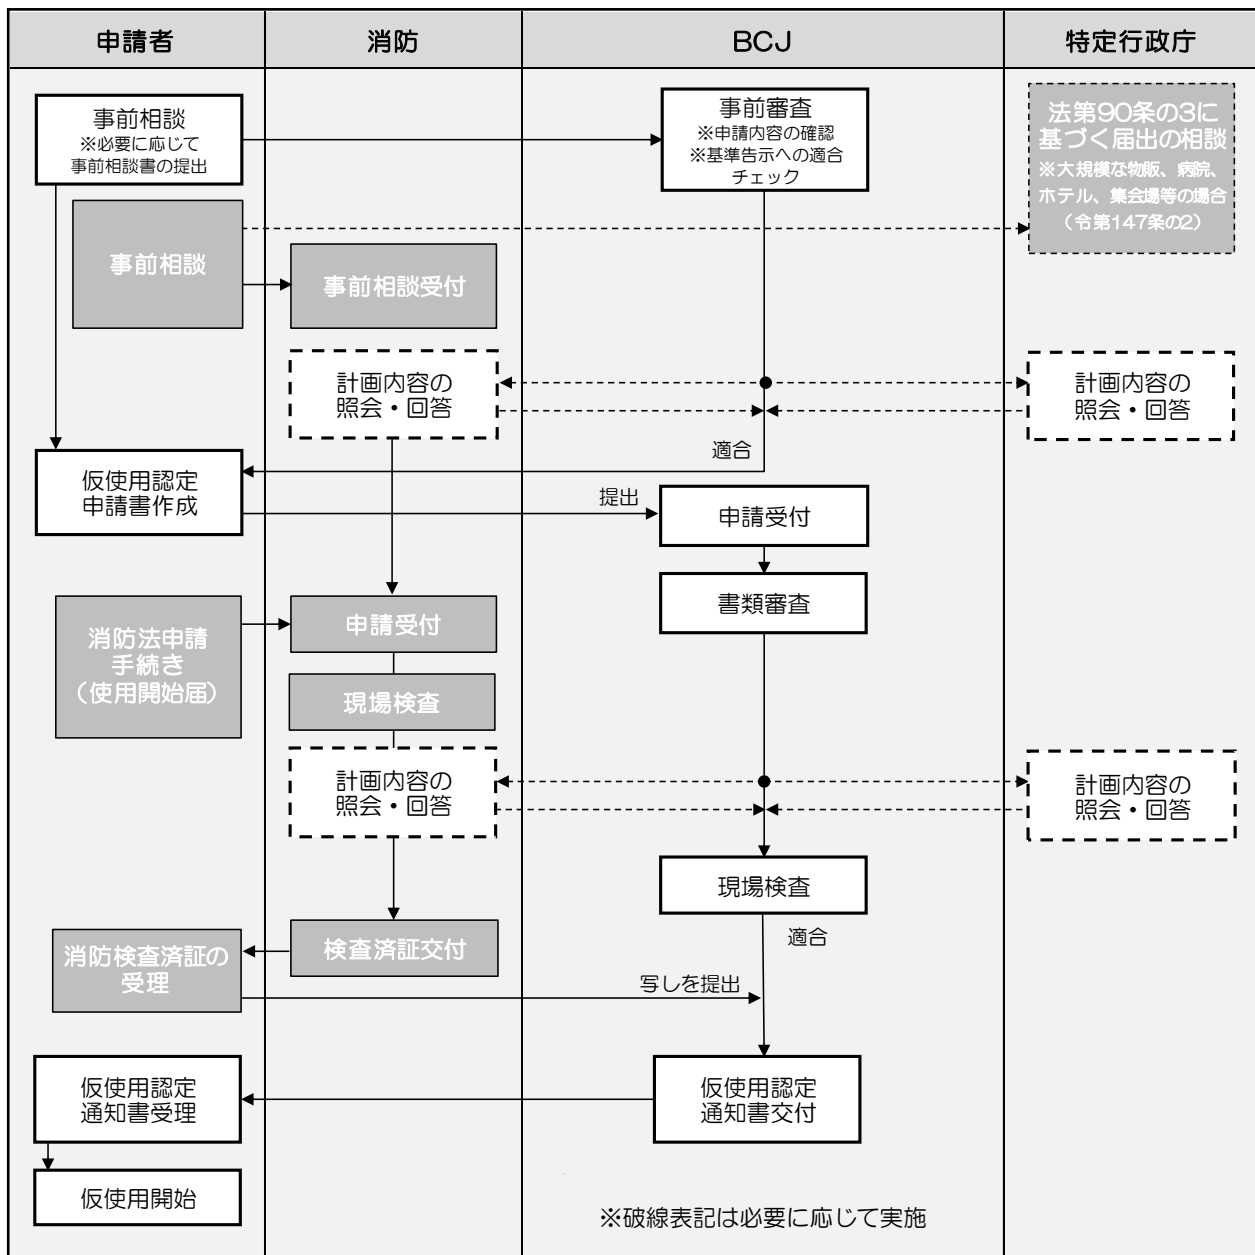 申請者
消防
BCJ
特定行政庁
事前相談
※必要に応じて
事前相談書の提出
事前審査
※申請内容の確認
※基準告示への適合
チェック
法第90条の3に
基づく届出の相談
※大規模な物販、病院、
ホテル、集会場等の場合
（令第147条の2）
事前相談
事前相談受付
計画内容の
照会・回答
計画内容の
照会・回答
適合
仮使用認定
申請書作成
提出
申請受付
書類審査
消防法申請
手続き
（使用開始届）
申請受付
現場検査
計画内容の
照会・回答
計画内容の
照会・回答
現場検査
適合
検査済証交付
消防検査済証の
受理
写しを提出
仮使用認定
通知書受理
仮使用認定
通知書交付
仮使用開始
※破線表記は必要に応じて実施